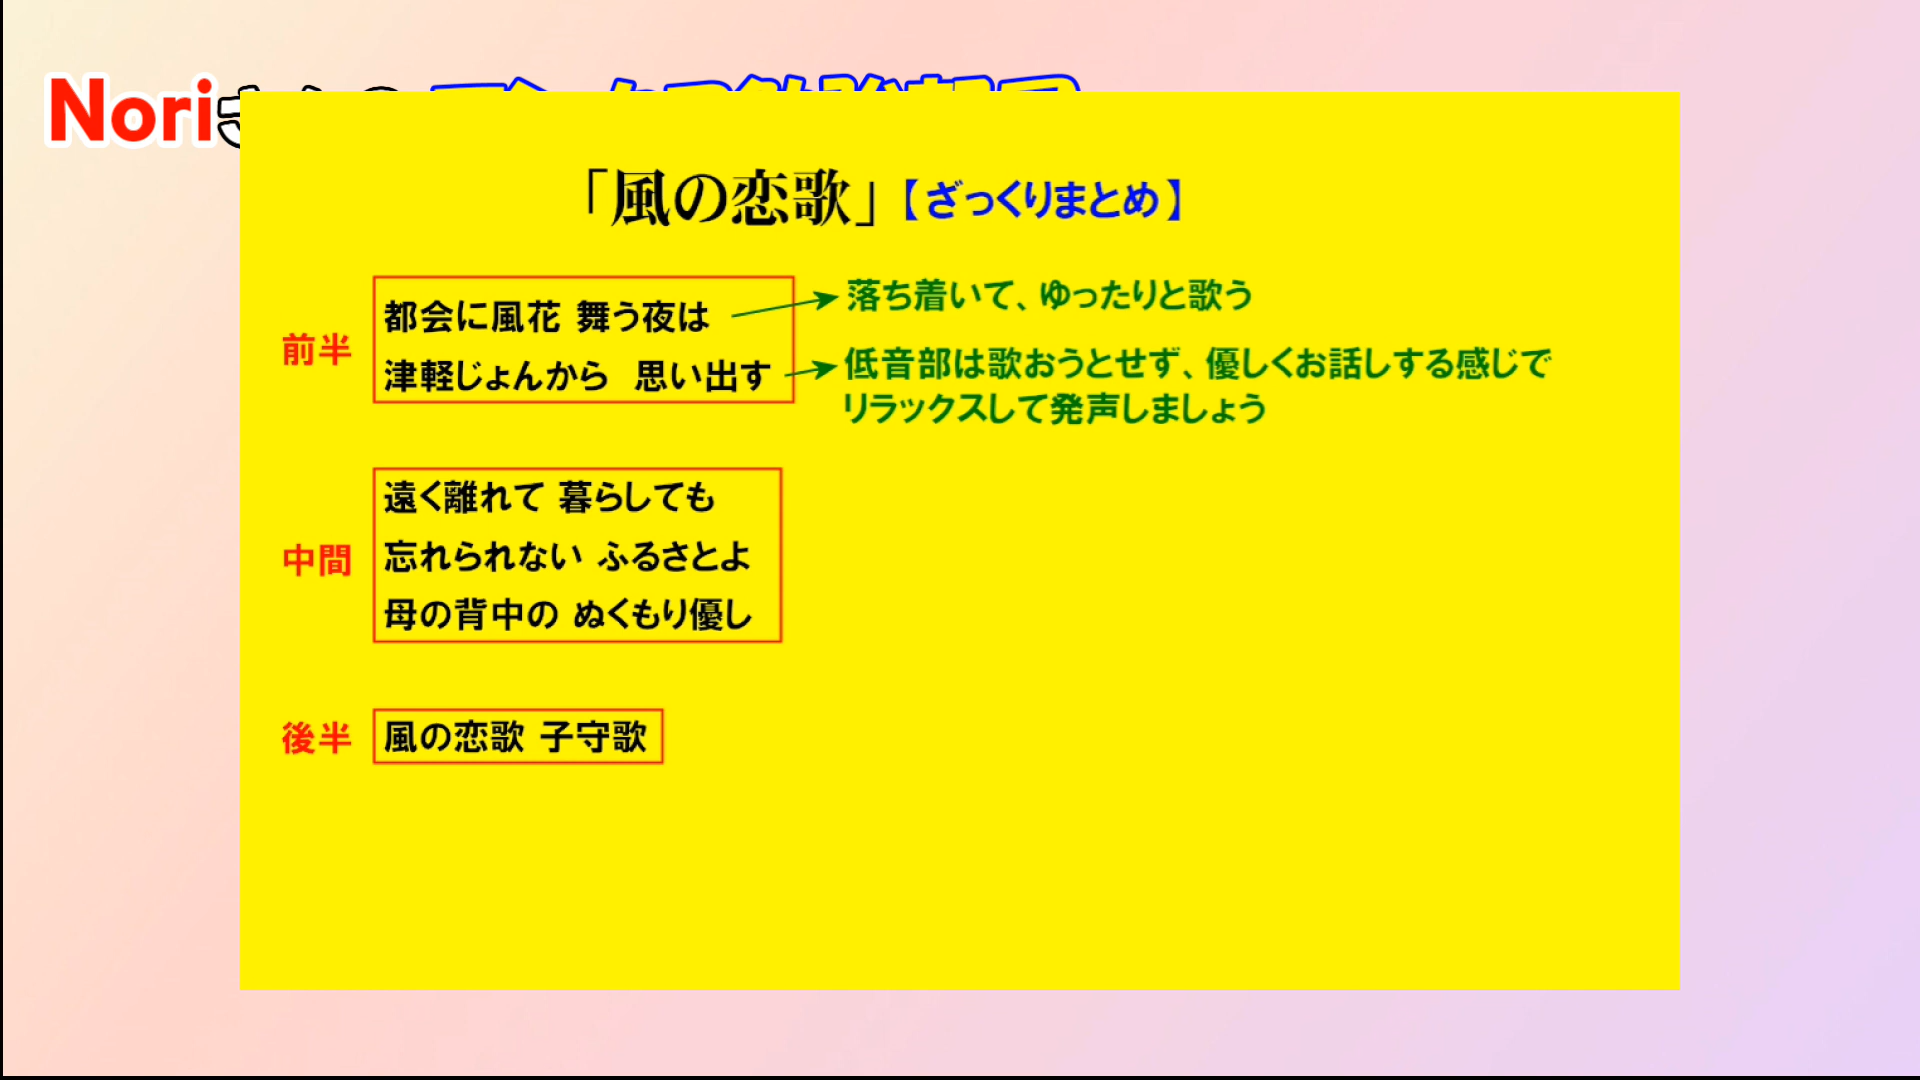 Nori
「風の恋歌」【ざっくりまとめ】
前半
都会に風花 舞う夜は
落ち着いて、ゆったりと歌う
津軽じょんから 思い出す
低音部は歌おうとせず、優しくお話しする感じで
リラックスして発声しましょう
中間
遠く離れて 暮らしても
忘れられない ふるさとよ
母の背中の ぬくもり優し
後半
風の恋歌 子守歌